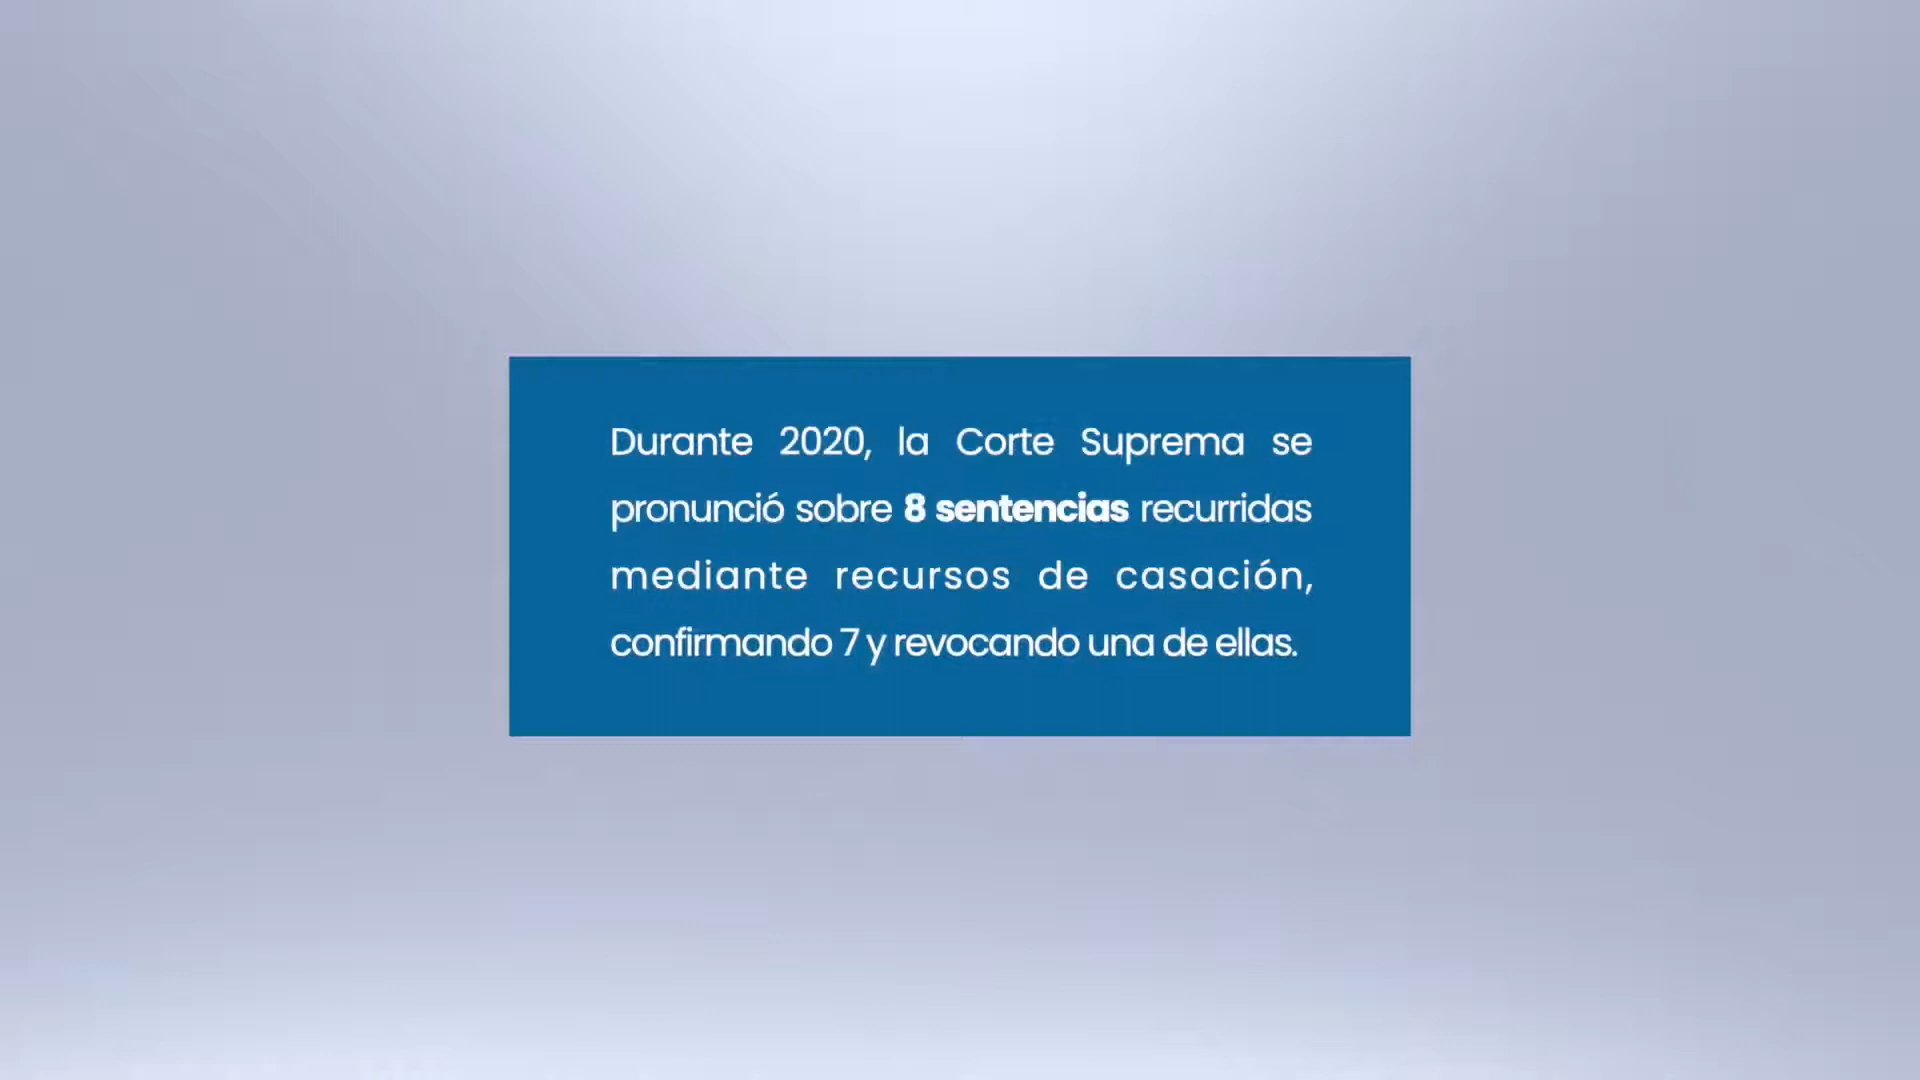 Durante 2020, la Corte Suprema se
pronunció sobre 8 sentencias recurridas
mediante recursos de casación,
confirmando 7 y revocando una de ellas.